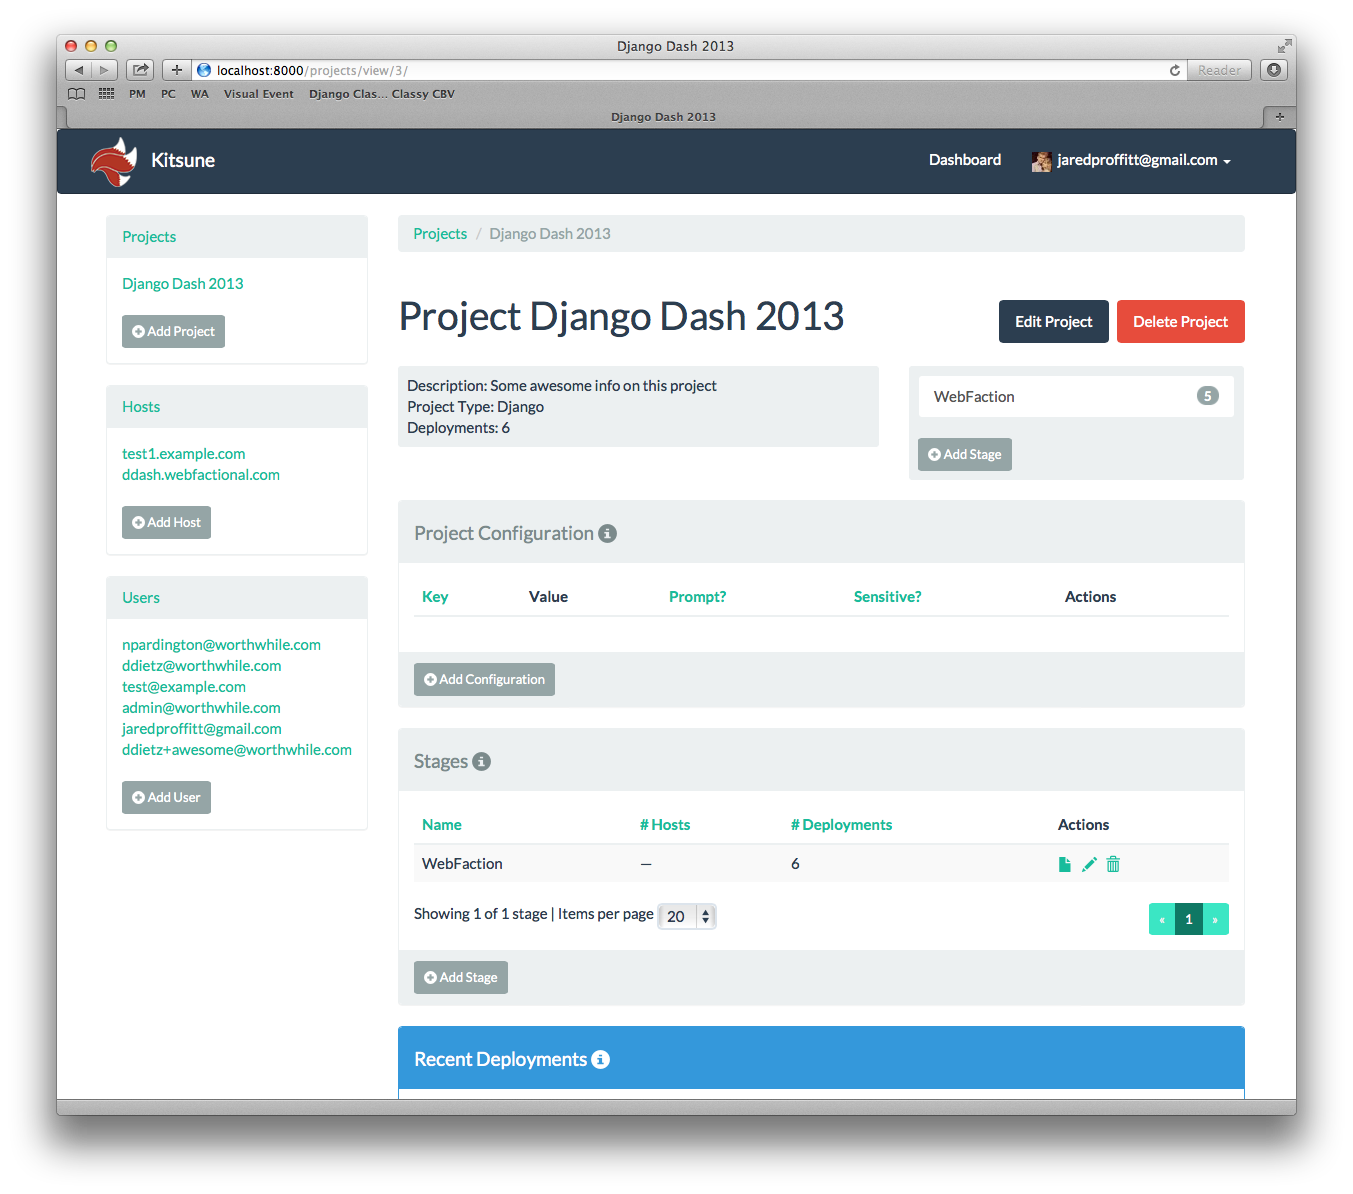 Django Dash 2013
localhost:8000/projects/view/3/
Reader
PM PC WA Visual Event Django Clas... Classy CBV
Django Dash 2013
Kitsune
Dashboard
jaredproffitt@gmail.com
Projects
Django Dash 2013
Add Project
Hosts
test1.example.com
ddash.webfactional.com
Add Host
Users
npardington@worthwhile.com
ddietz@worthwhile.com
test@example.com
admin@worthwhile.com
jaredproffitt@gmail.com
ddietz+awesome@worthwhile.com
Add User
Projects / Django Dash 2013
Project Django Dash 2013
Edit Project
Delete Project
Description: Some awesome info on this project
Project Type: Django
Deployments: 6
WebFaction 5
Add Stage
Project Configuration
Key Value Prompt? Sensitive? Actions
Add Configuration
Stages
Name # Hosts # Deployments Actions
WebFaction — 6
Showing 1 of 1 stage | Items per page 20
« 1 »
Add Stage
Recent Deployments